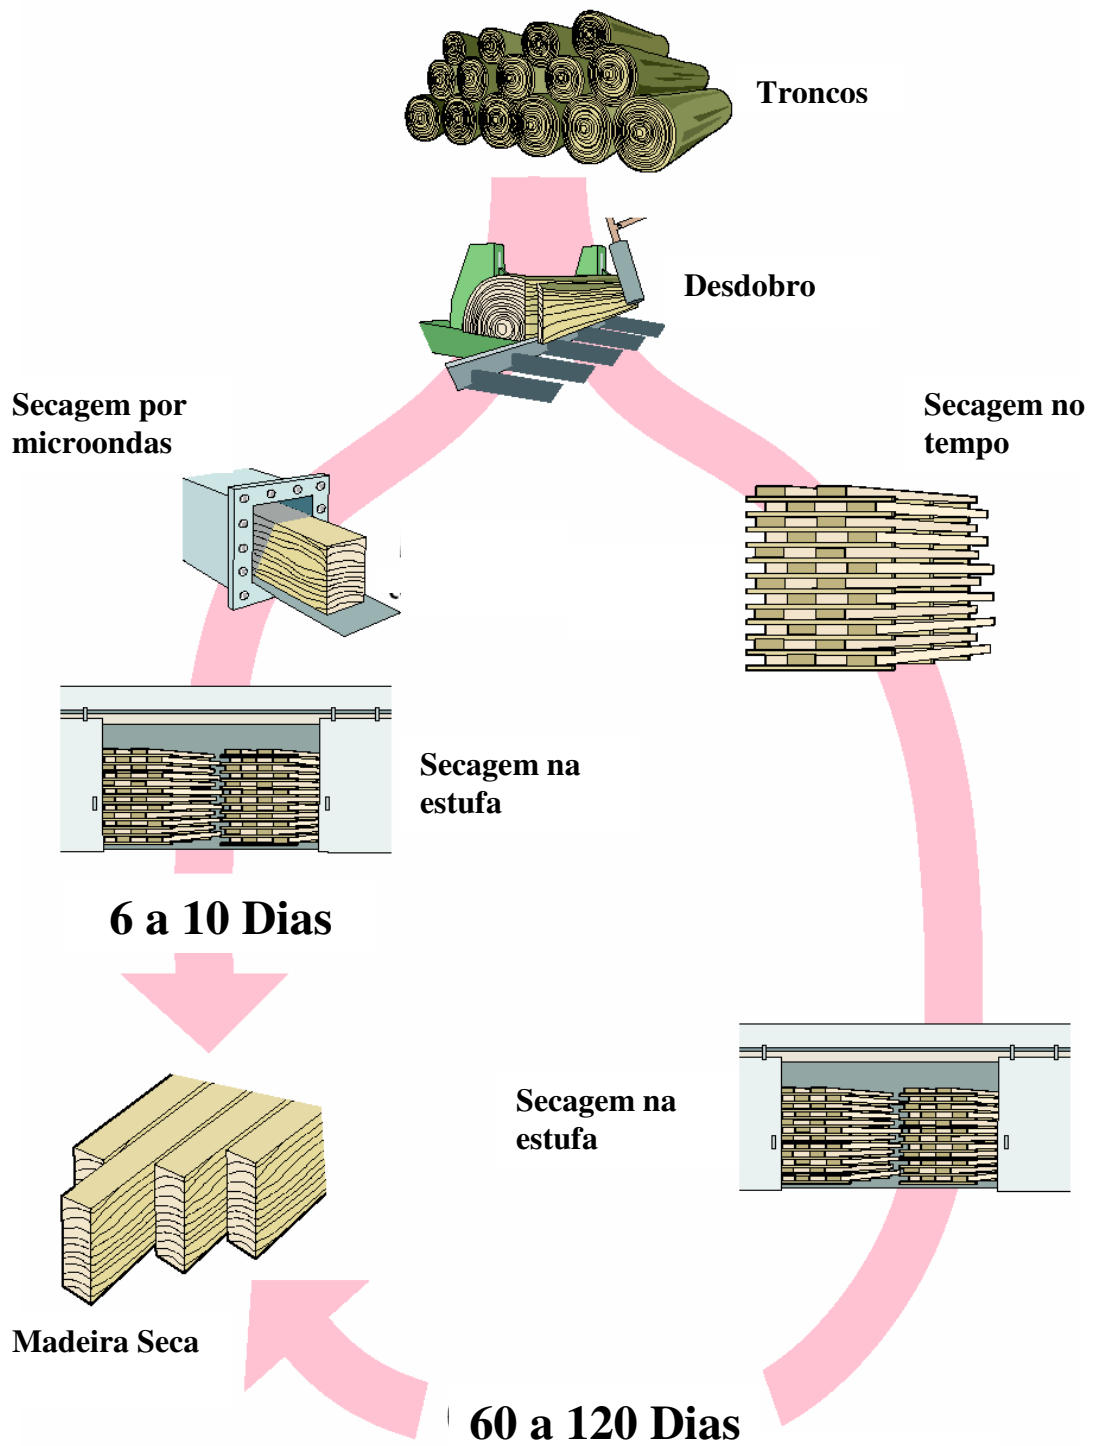 Troncos
Desdobro
Secagem por
microondas
Secagem no
tempo
Secagem na
estufa
6 a 10 Dias
Secagem na
estufa
Madeira Seca
60 a 120 Dias